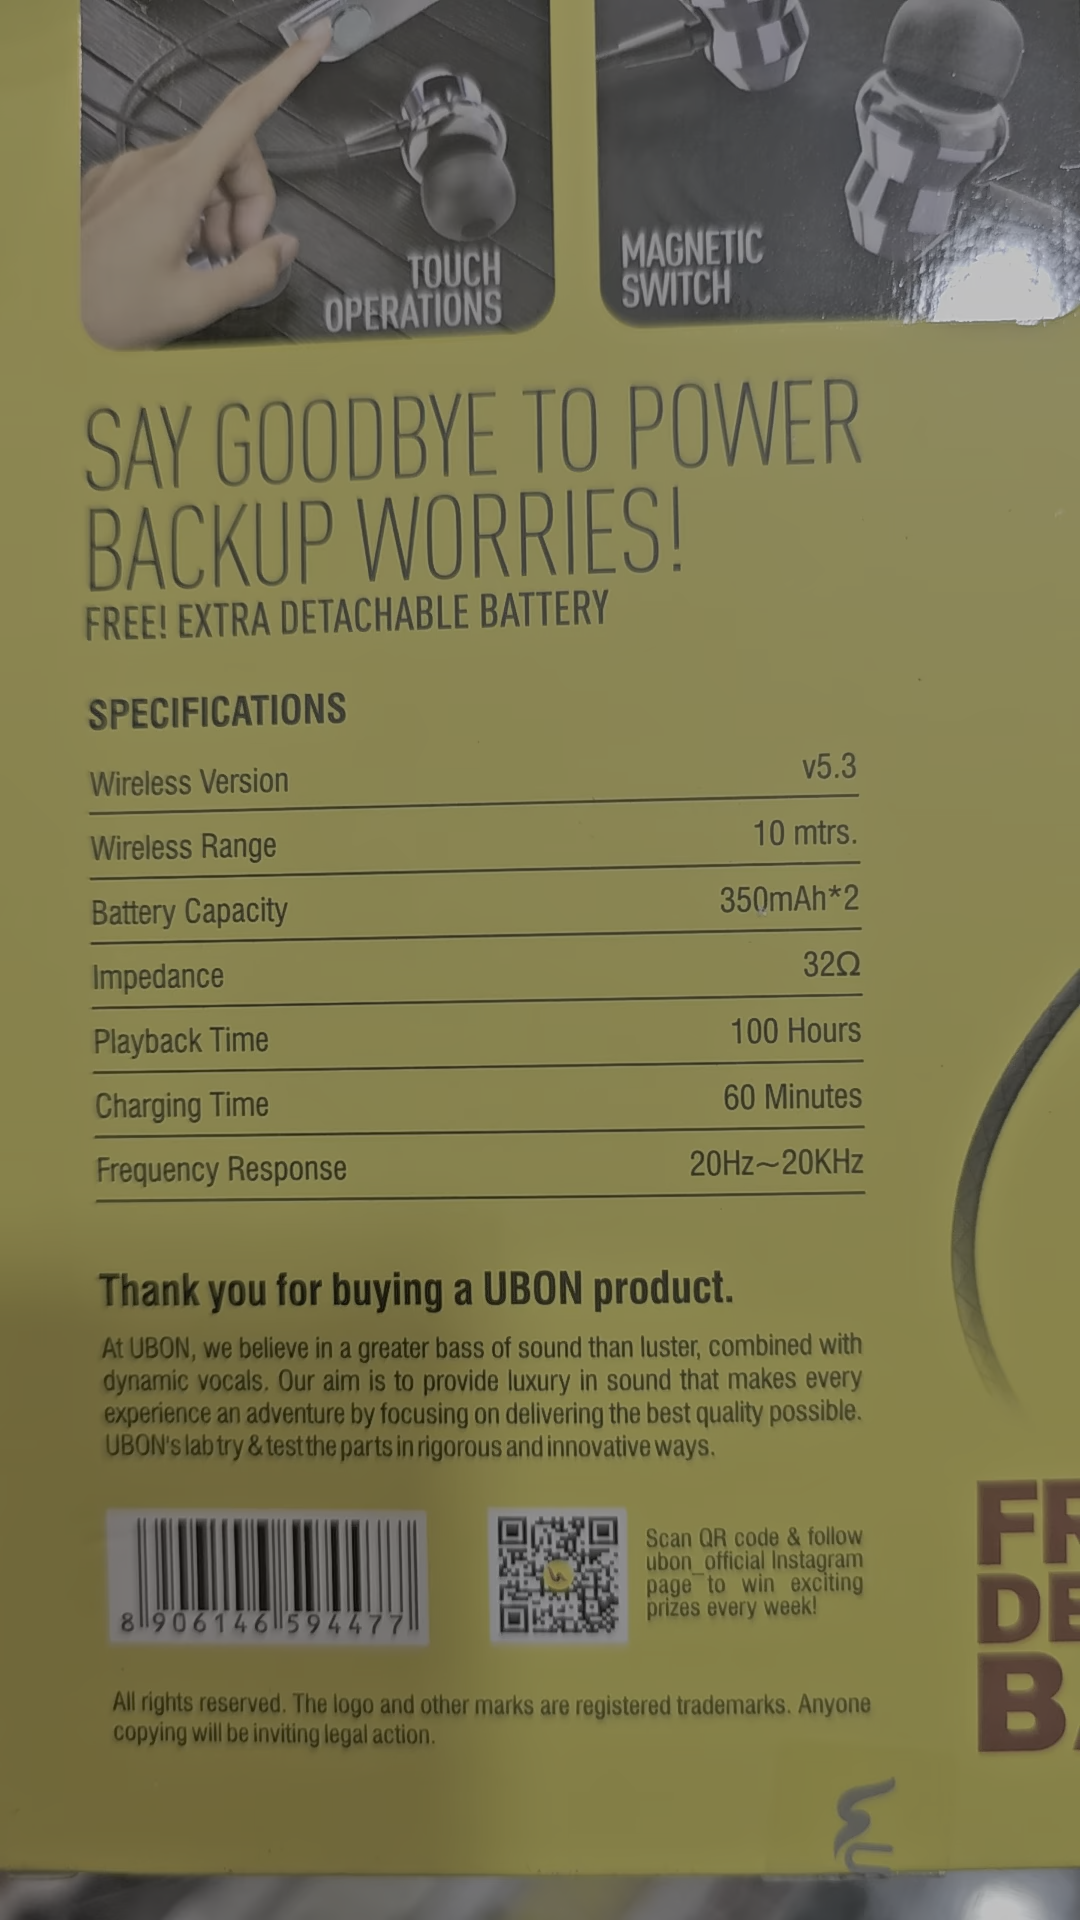 TOUCH
OPERATIONS
MAGNETIC
SWITCH
SAY GOODBYE TO POWER
BACKUP WORRIES!
FREE! EXTRA DETACHABLE BATTERY
SPECIFICATIONS
Wireless Version v5.3
Wireless Range 10 mtrs.
Battery Capacity 350mAh*2
Impedance 32Ω
Playback Time 100 Hours
Charging Time 60 Minutes
Frequency Response 20Hz~20KHz
Thank you for buying a UBON product.
At UBON, we believe in a greater bass of sound than luster, combined with
dynamic vocals. Our aim is to provide luxury in sound that makes every
experience an adventure by focusing on delivering the best quality possible.
UBON's lab try & test the parts in rigorous and innovative ways.
8 906146 594477
Scan QR code & follow
ubon_official Instagram
page to win exciting
prizes every week!
All rights reserved. The logo and other marks are registered trademarks. Anyone
copying will be inviting legal action.